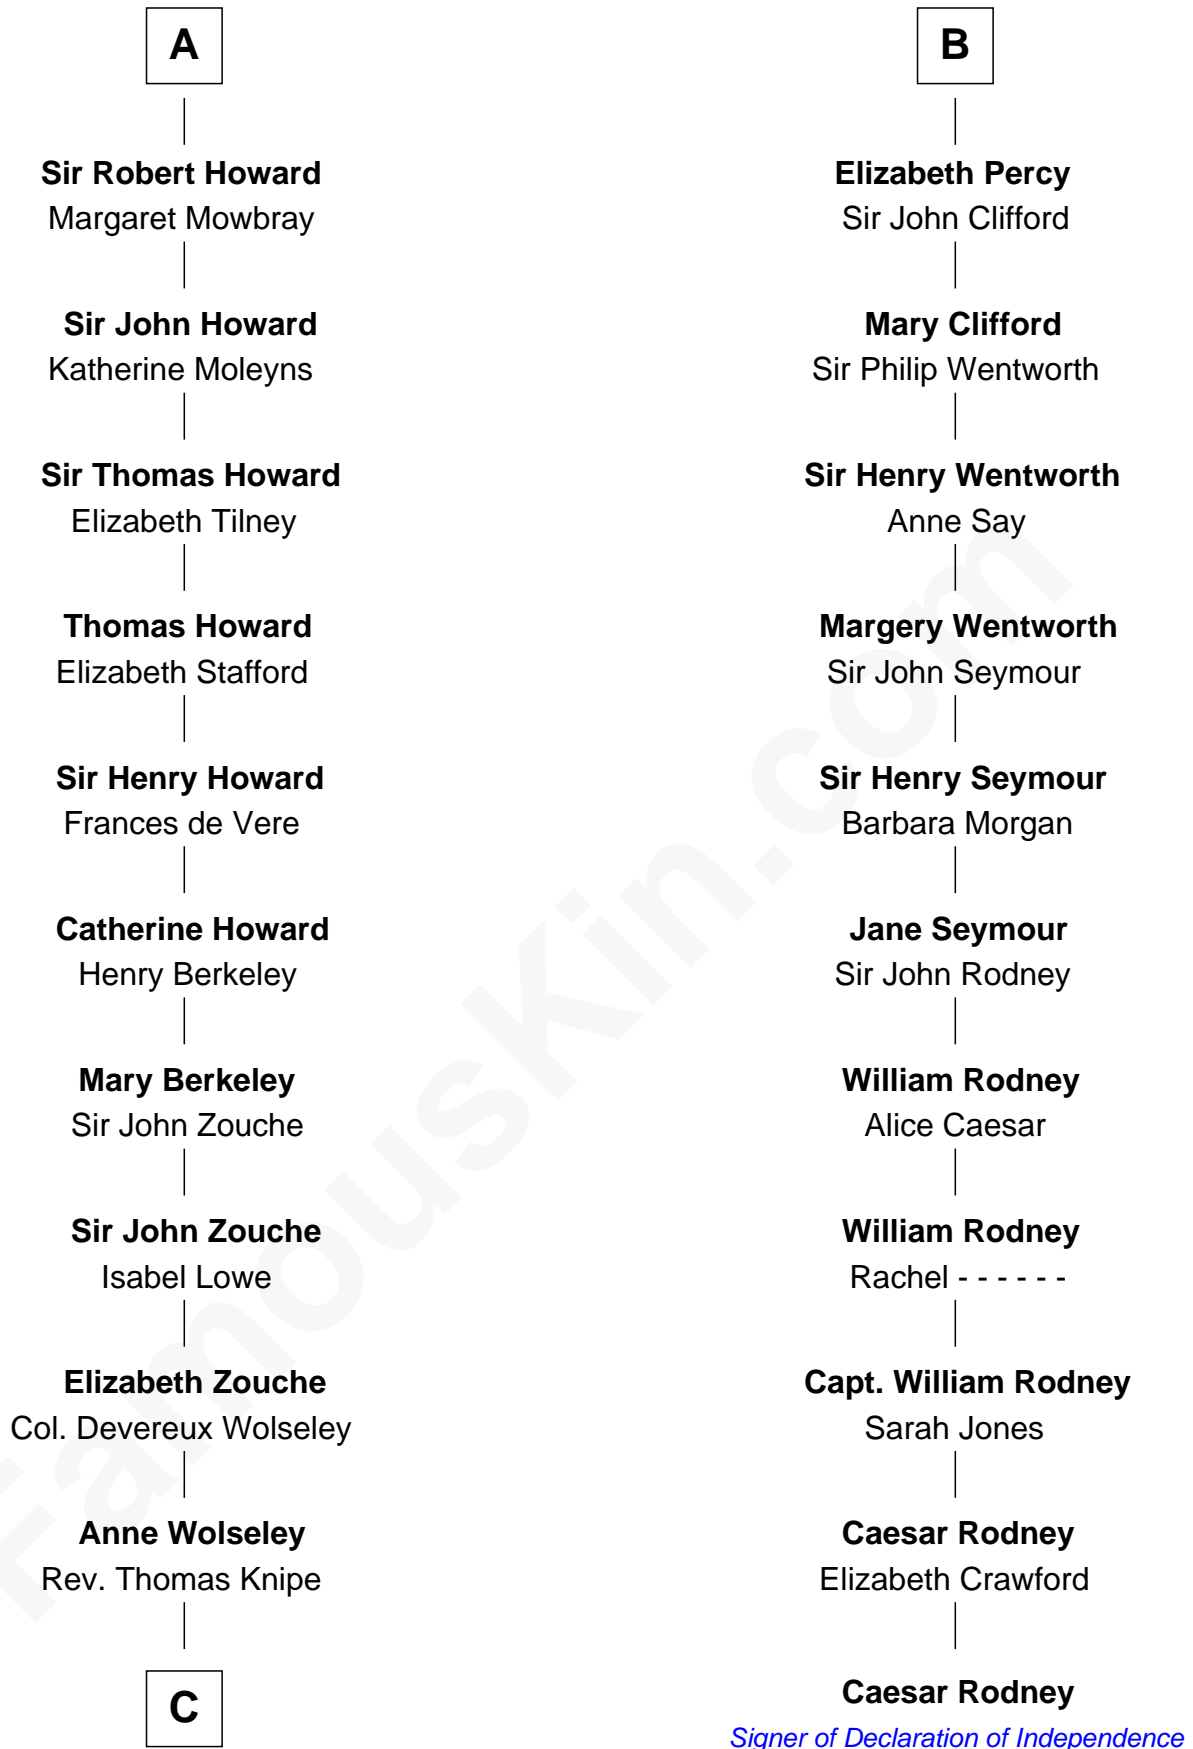 A
Sir Robert Howard
Margaret Mowbray
Sir John Howard
Katherine Moleyns
Sir Thomas Howard
Elizabeth Tilney
Thomas Howard
Elizabeth Stafford
Sir Henry Howard
Frances de Vere
Catherine Howard
Henry Berkeley
Mary Berkeley
Sir John Zouche
Sir John Zouche
Isabel Lowe
Elizabeth Zouche
Col. Devereux Wolseley
Anne Wolseley
Rev. Thomas Knipe
C
B
Elizabeth Percy
Sir John Clifford
Mary Clifford
Sir Philip Wentworth
Sir Henry Wentworth
Anne Say
Margery Wentworth
Sir John Seymour
Sir Henry Seymour
Barbara Morgan
Jane Seymour
Sir John Rodney
William Rodney
Alice Caesar
William Rodney
Rachel - - - - - -
Capt. William Rodney
Sarah Jones
Caesar Rodney
Elizabeth Crawford
Caesar Rodney
Signer of Declaration of Independence
FamousKin.com